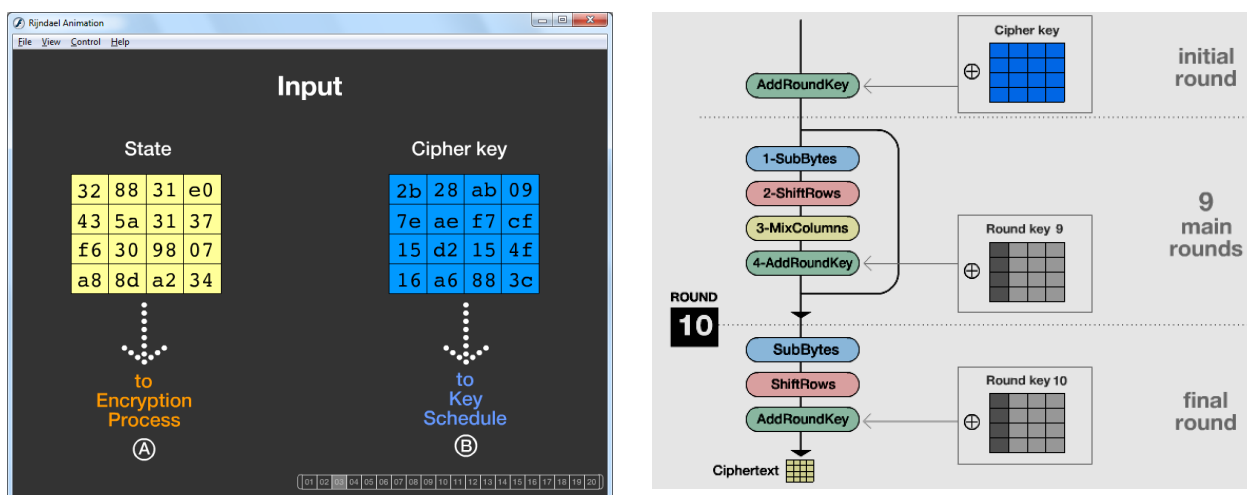 Rijndael Animation
File View Control Help
Input
State
Cipher key
32 88 31 e0
43 5a 31 37
f6 30 98 07
a8 8d a2 34
2b 28 ab 09
7e ae f7 cf
15 d2 15 4f
16 a6 88 3c
to
Encryption
Process
A
to
Key
Schedule
B
01 02 03 04 05 06 07 08 09 10 11 12 13 14 15 16 17 18 19 20
Cipher key
AddRoundKey
initial
round
1-SubBytes
2-ShiftRows
3-MixColumns
4-AddRoundKey
Round key 9
9
main
rounds
ROUND
10
SubBytes
ShiftRows
AddRoundKey
Round key 10
final
round
Ciphertext